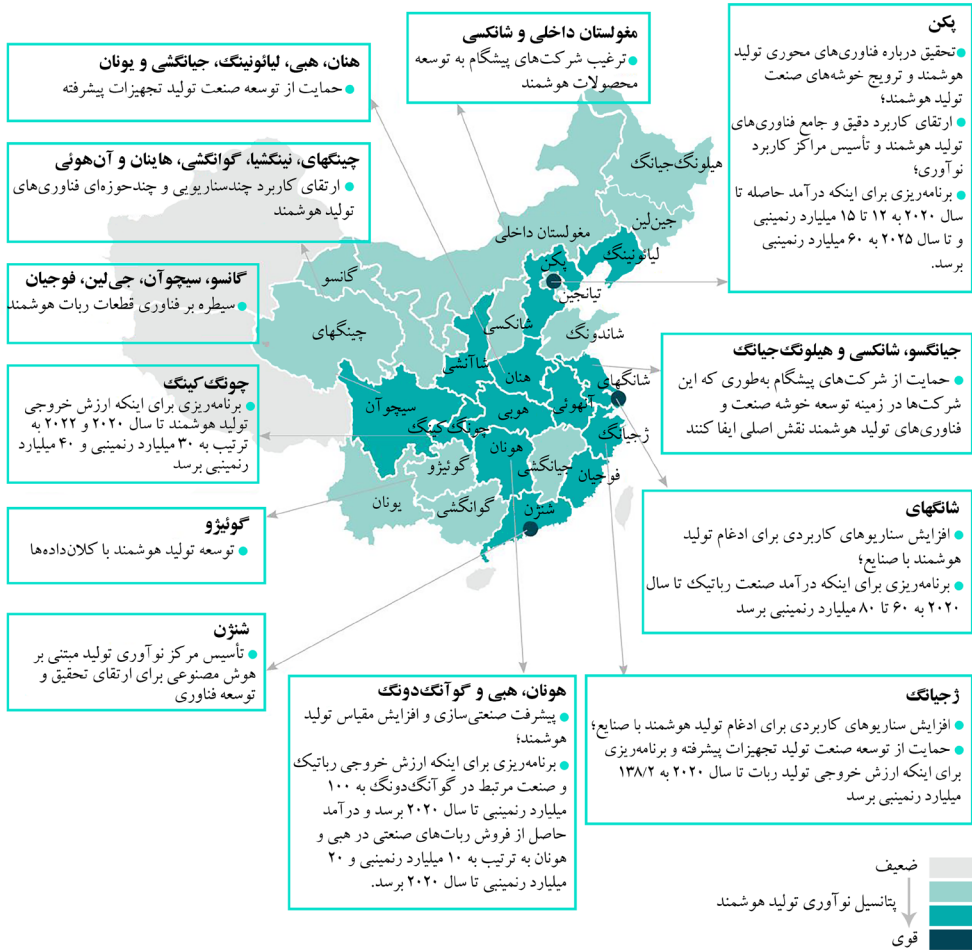 پکن
تحقیق درباره فناوری‌های محوری تولید
هوشمند و ترویج خوشه‌های صنعت
تولید هوشمند؛
ارتقای کاربرد دقیق و جامع فناوری‌های
تولید هوشمند و تأسیس مراکز کاربرد
نوآوری؛
برنامه‌ریزی برای اینکه درآمد حاصله تا
سال ۲۰۲۰ به ۱۲ تا ۱۵ میلیارد رنمینبی
و تا سال ۲۰۲۵ به ۶۰ میلیارد رنمینبی
برسد.
مغولستان داخلی و شانکسی
ترغیب شرکت‌های پیشگام به توسعه
محصولات هوشمند
هنان، هبی، لیائونینگ، جیانگشی و یونان
حمایت از توسعه صنعت تولید تجهیزات پیشرفته
چینگهای، نینگشیا، گوانگشی، هاینان و آن‌هوئی
ارتقای کاربرد چندسناریویی و چندحوزه‌ای فناوری‌های
تولید هوشمند
گانسو، سیچوآن، جی‌لین، فوجیان
سیطره بر فناوری قطعات ربات هوشمند
چونگ‌کینگ
برنامه‌ریزی برای اینکه ارزش خروجی
تولید هوشمند تا سال ۲۰۲۰ و ۲۰۲۲ به
ترتیب به ۳۰ میلیارد رنمینبی و ۴۰ میلیارد
رنمینبی برسد
گوئیژو
توسعه تولید هوشمند با کلان‌داده‌ها
شنژن
تأسیس مرکز نوآوری تولید مبتنی بر
هوش مصنوعی برای ارتقای تحقیق و
توسعه فناوری
هیلونگ‌جیانگ
جین‌لین
مغولستان داخلی
لیائونینگ
پکن
تیانجین
گانسو
شانکسی
شاندونگ
چینگهای
شاآنشی
هنان
شانگهای
سیچوآن
هوبی
آنهوئی
چونگ‌کینگ
هونان
ژجیانگ
گوئیژو
جیانگشی
فوجیان
یونان
گوانگشی
شنژن
جیانگسو، شانکسی و هیلونگ‌جیانگ
حمایت از شرکت‌های پیشگام به‌طوری که این
شرکت‌ها در زمینه توسعه خوشه صنعت و
فناوری‌های تولید هوشمند نقش اصلی ایفا کنند
شانگهای
افزایش سناریوهای کاربردی برای ادغام تولید
هوشمند با صنایع؛
برنامه‌ریزی برای اینکه درآمد صنعت رباتیک تا سال
۲۰۲۰ به ۶۰ تا ۸۰ میلیارد رنمینبی برسد
ژجیانگ
افزایش سناریوهای کاربردی برای ادغام تولید هوشمند با صنایع؛
حمایت از توسعه صنعت تولید تجهیزات پیشرفته و برنامه‌ریزی
برای اینکه ارزش خروجی تولید ربات تا سال ۲۰۲۰ به ۱۳۸/۲
میلیارد رنمینبی برسد
هونان، هبی و گوآنگ‌دونگ
پیشرفت صنعتی‌سازی و افزایش مقیاس تولید
هوشمند؛
برنامه‌ریزی برای اینکه ارزش خروجی رباتیک
و صنعت مرتبط در گوآنگ‌دونگ به ۱۰۰
میلیارد رنمینبی تا سال ۲۰۲۰ برسد و درآمد
حاصل از فروش ربات‌های صنعتی در هبی و
هونان به ترتیب به ۱۰ میلیارد رنمینبی و ۲۰
میلیارد رنمینبی تا سال ۲۰۲۰ برسد.
ضعیف
پتانسیل نوآوری تولید هوشمند
قوی